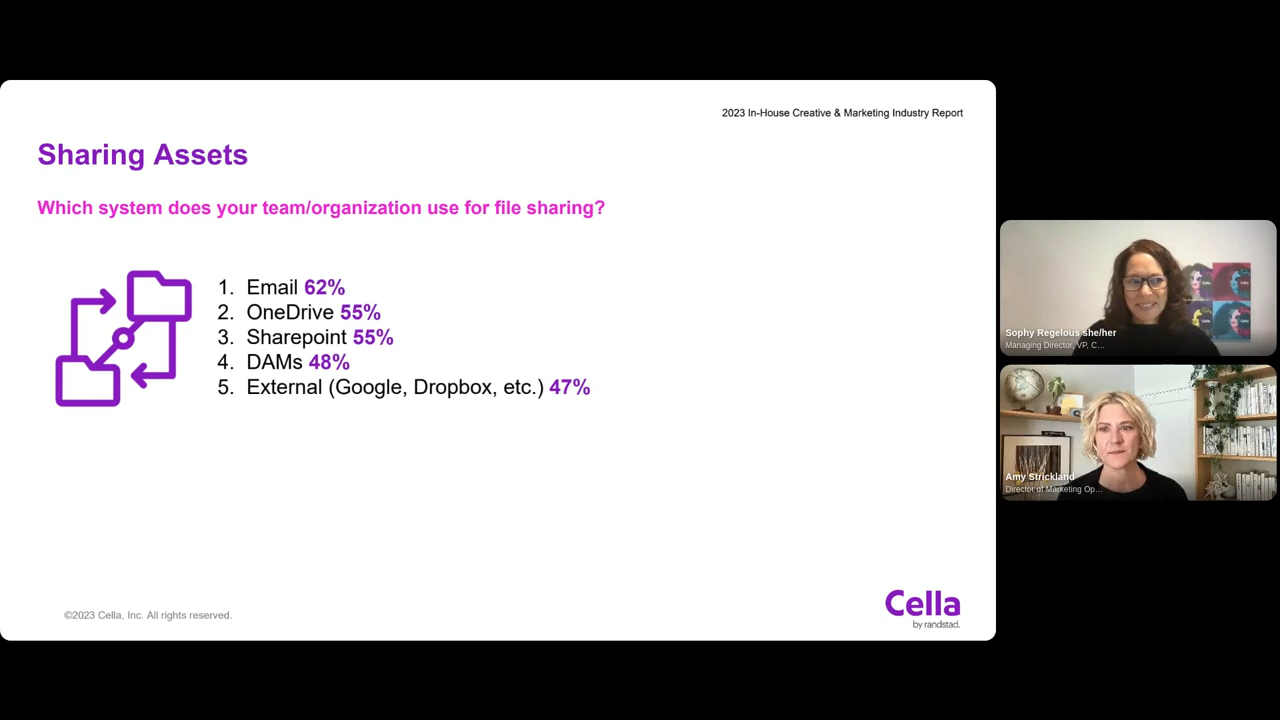 2023 In-House Creative & Marketing Industry Report
Sharing Assets
Which system does your team/organization use for file sharing?
1. Email 62%
2. OneDrive 55%
3. Sharepoint 55%
4. DAMs 48%
5. External (Google, Dropbox, etc.) 47%
©2023 Cella, Inc. All rights reserved.
Cella
by randstad.
Sophy Regelous she/her
Managing Director, VP, C...
Amy Strickland
Director of Marketing Op...